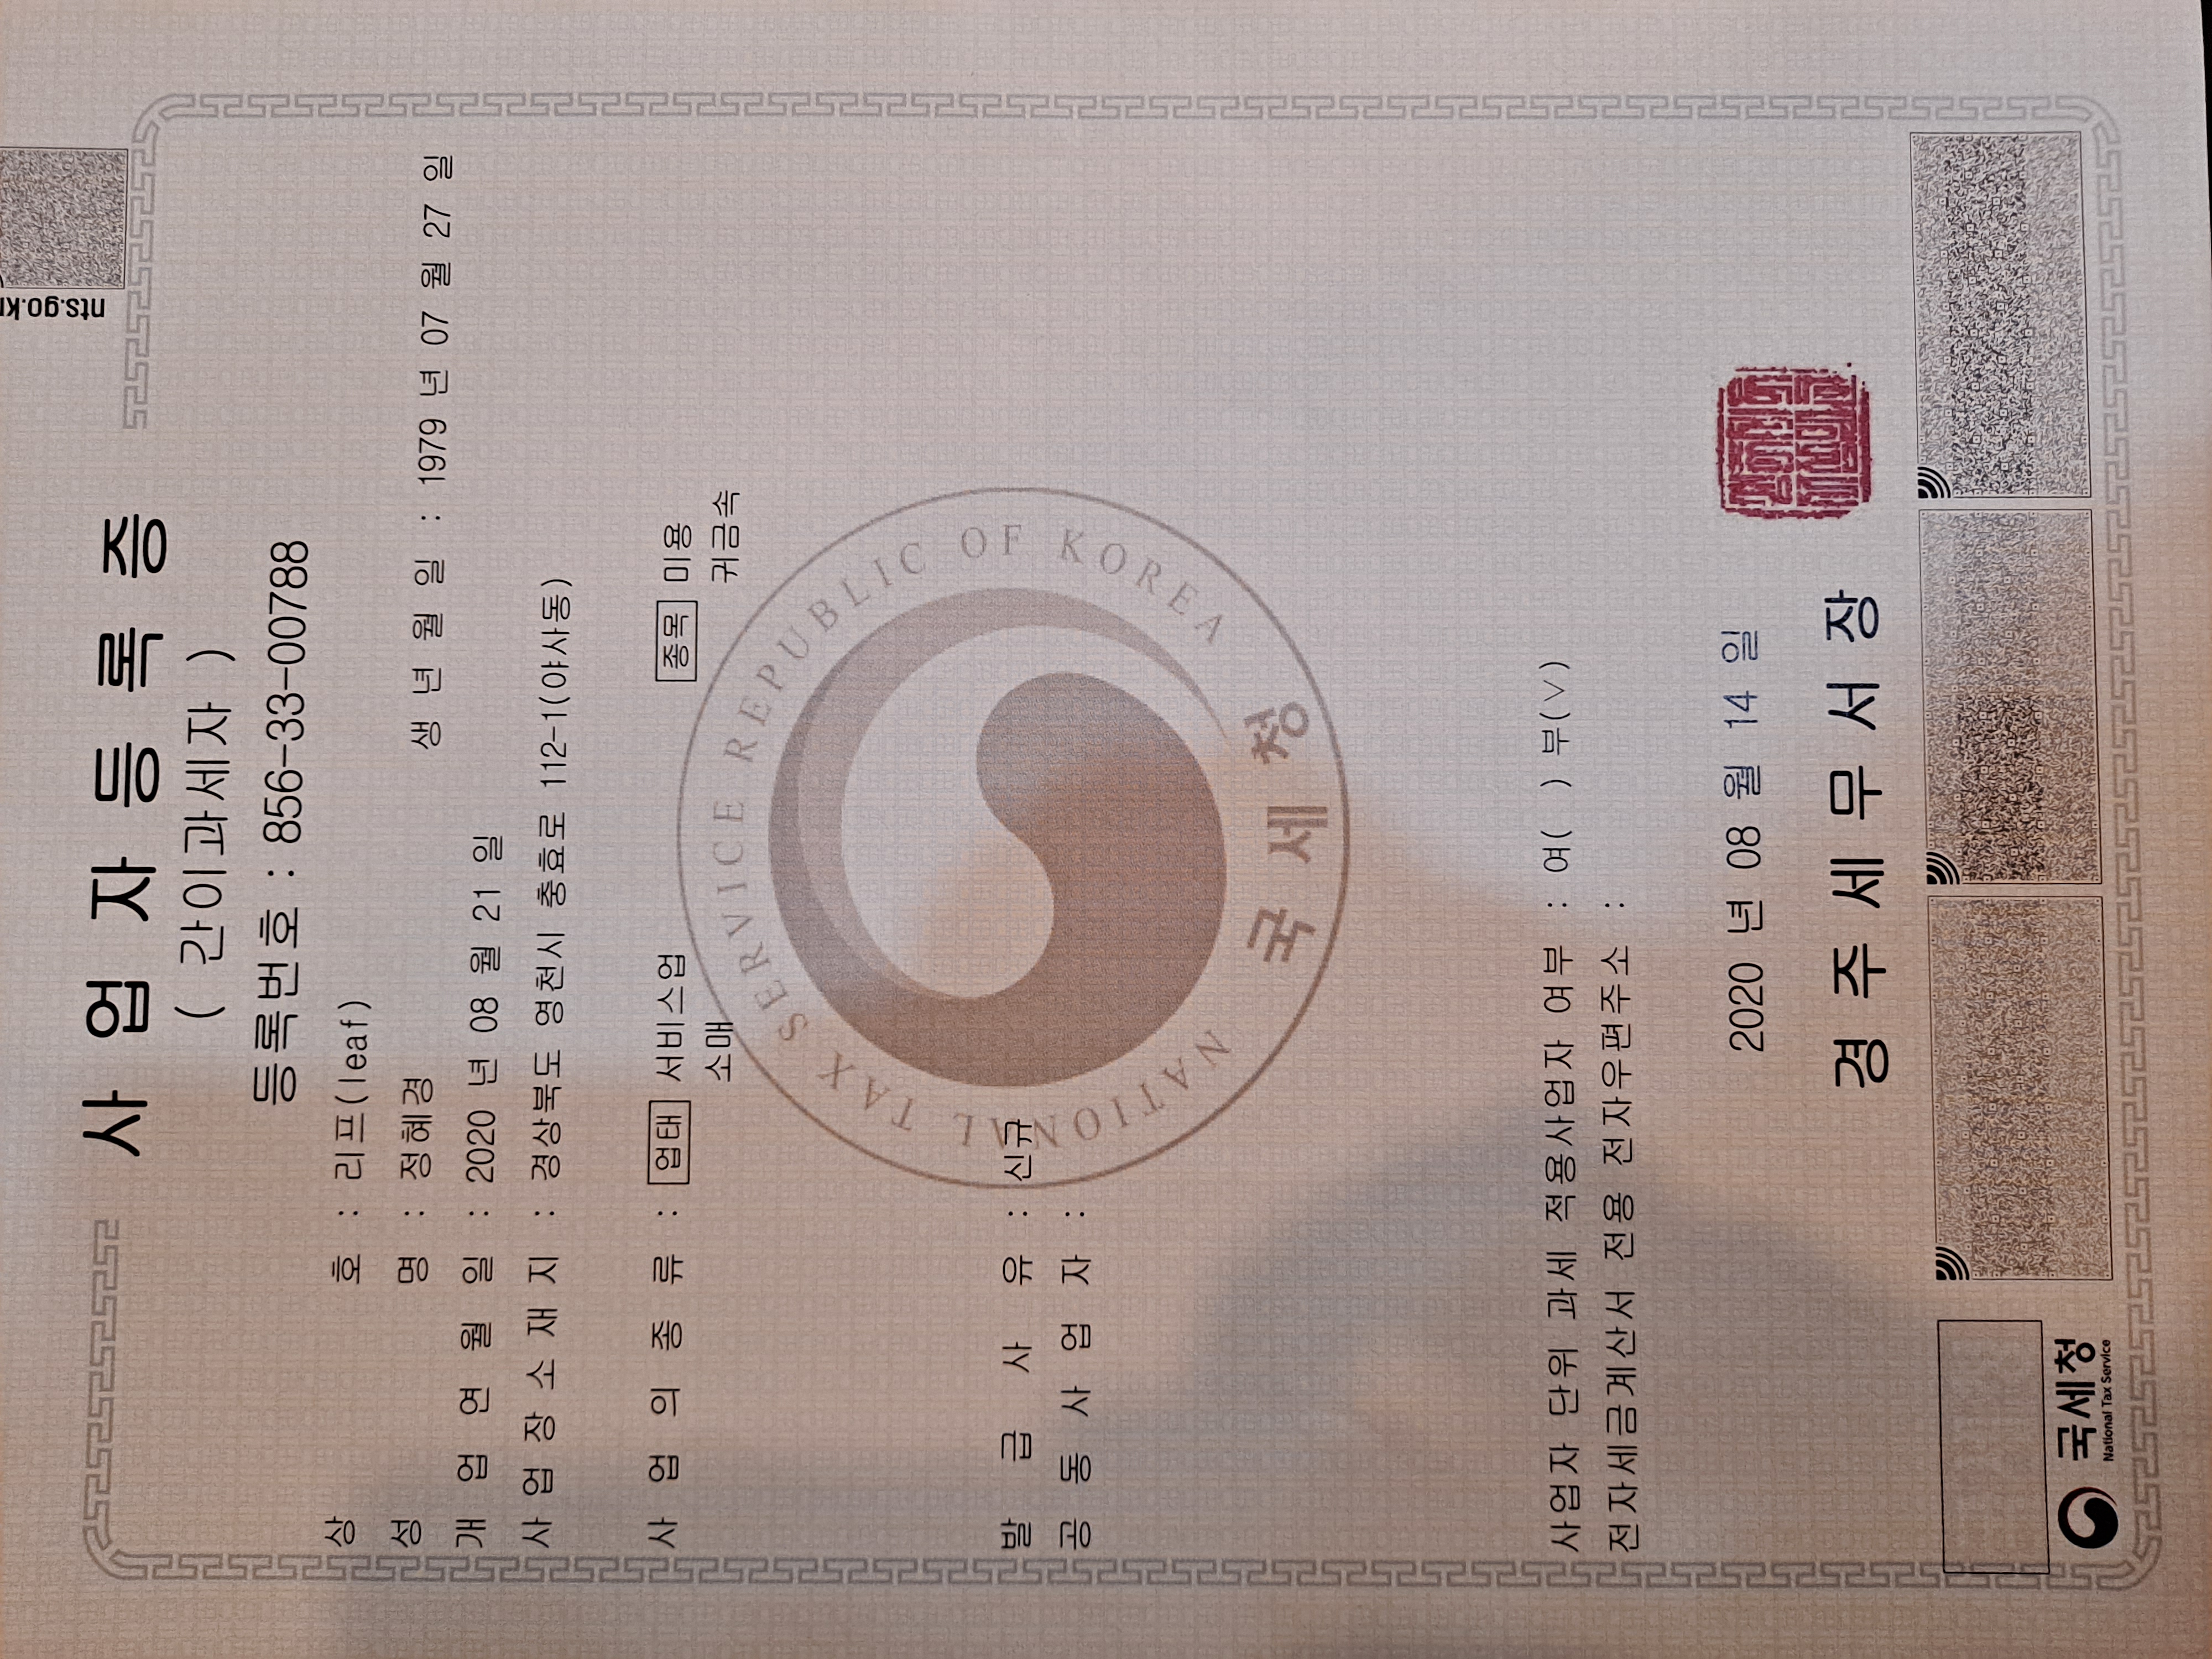 nts.go.kr
사업자등록증
( 간이과세자 )
등록번호 : 856-33-00788
상 호 : 리프(leaf)
성 명 : 정혜경 생 년 월 일 : 1979 년 07 월 27 일
개 업 연 월 일 : 2020 년 08 월 21 일
사 업 장 소 재 지 : 경상북도 영천시 충효로 112-1(야사동)
사 업 의 종 류 : 업태 서비스업 종목 미용
소매 귀금속
발 급 사 유 : 신규
공 동 사 업 자 :
NATIONAL TAX SERVICE REPUBLIC OF KOREA
국세청
사업자 단위 과세 적용사업자 여부 : 여( ) 부(∨)
전자세금계산서 전용 전자우편주소 :
2020 년 08 월 14 일
경 주 세 무 서 장
국세청
National Tax Service